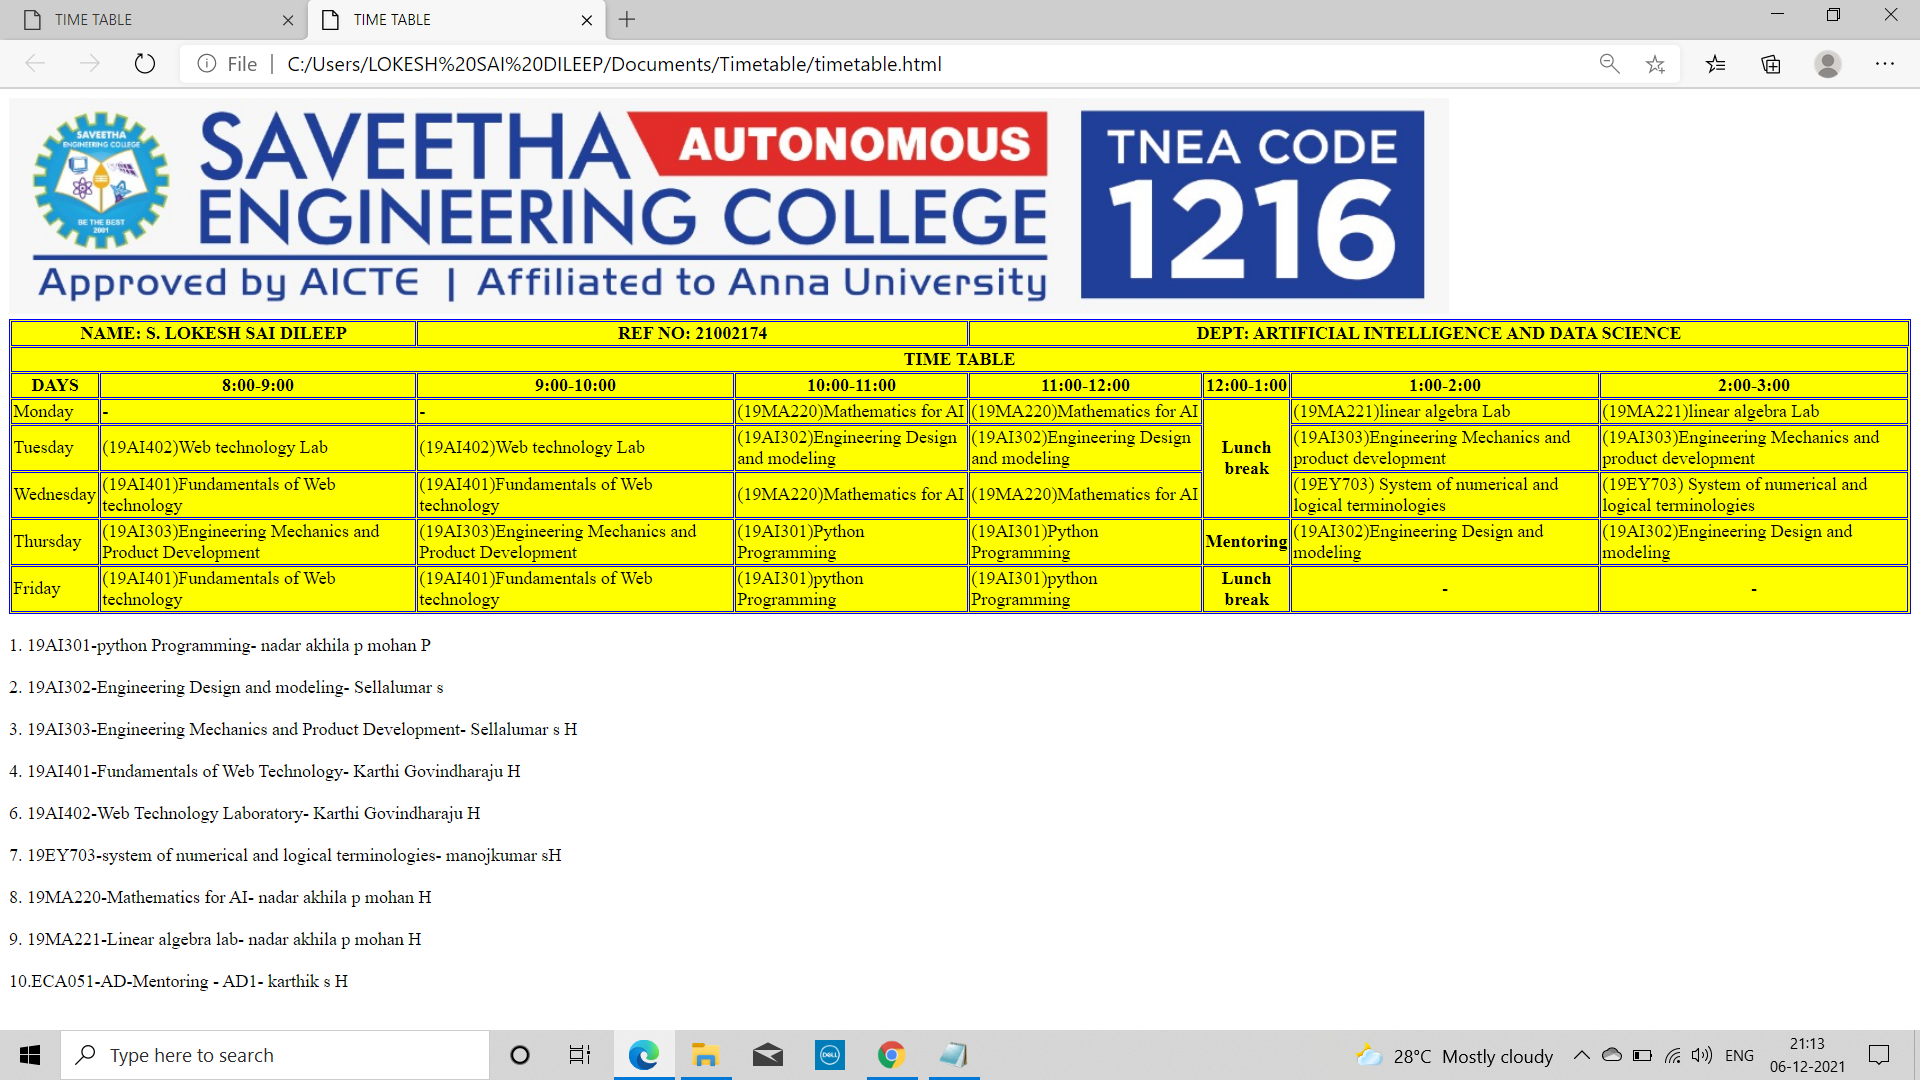 TIME TABLE
TIME TABLE
File | C:/Users/LOKESH%20SAI%20DILEEP/Documents/Timetable/timetable.html
SAVEETHA
ENGINEERING COLLEGE
BE THE BEST
2001
SAVEETHA AUTONOMOUS
ENGINEERING COLLEGE
Approved by AICTE | Affiliated to Anna University
TNEA CODE
1216
NAME: S. LOKESH SAI DILEEP REF NO: 21002174 DEPT: ARTIFICIAL INTELLIGENCE AND DATA SCIENCE
TIME TABLE
DAYS 8:00-9:00 9:00-10:00 10:00-11:00 11:00-12:00 12:00-1:00 1:00-2:00 2:00-3:00
Monday - - (19MA220)Mathematics for AI (19MA220)Mathematics for AI (19MA221)linear algebra Lab (19MA221)linear algebra Lab
Tuesday (19AI402)Web technology Lab (19AI402)Web technology Lab (19AI302)Engineering Design (19AI302)Engineering Design Lunch (19AI303)Engineering Mechanics and (19AI303)Engineering Mechanics and
and modeling and modeling break product development product development
Wednesday (19AI401)Fundamentals of Web (19AI401)Fundamentals of Web (19MA220)Mathematics for AI (19MA220)Mathematics for AI (19EY703) System of numerical and (19EY703) System of numerical and
technology technology logical terminologies logical terminologies
Thursday (19AI303)Engineering Mechanics and (19AI303)Engineering Mechanics and (19AI301)Python (19AI301)Python Mentoring (19AI302)Engineering Design and (19AI302)Engineering Design and
Product Development Product Development Programming Programming modeling modeling
Friday (19AI401)Fundamentals of Web (19AI401)Fundamentals of Web (19AI301)python (19AI301)python Lunch - -
technology technology Programming Programming break
1. 19AI301-python Programming- nadar akhila p mohan P
2. 19AI302-Engineering Design and modeling- Sellalumar s
3. 19AI303-Engineering Mechanics and Product Development- Sellalumar s H
4. 19AI401-Fundamentals of Web Technology- Karthi Govindharaju H
6. 19AI402-Web Technology Laboratory- Karthi Govindharaju H
7. 19EY703-system of numerical and logical terminologies- manojkumar sH
8. 19MA220-Mathematics for AI- nadar akhila p mohan H
9. 19MA221-Linear algebra lab- nadar akhila p mohan H
10.ECA051-AD-Mentoring - AD1- karthik s H
Type here to search
DELL
28°C Mostly cloudy
ENG
21:13
06-12-2021